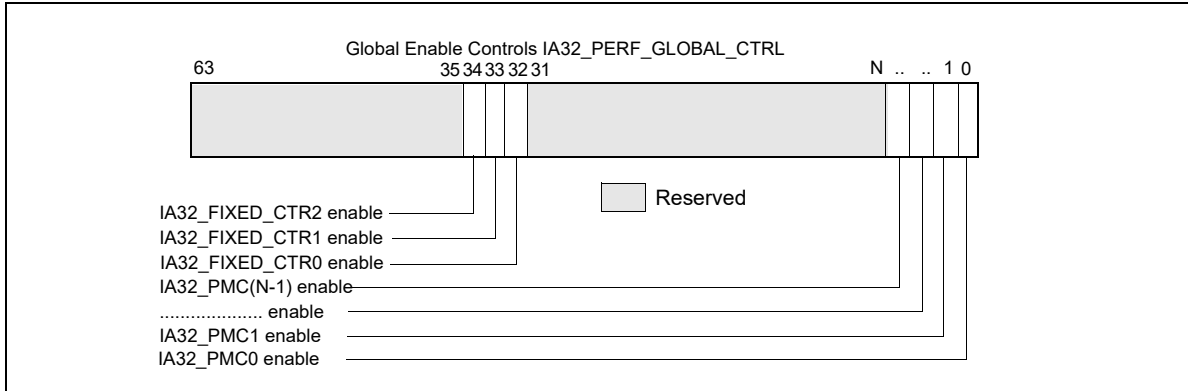 Global Enable Controls IA32_PERF_GLOBAL_CTRL
63 35 34 33 32 31 N .. .. 1 0
Reserved
IA32_FIXED_CTR2 enable
IA32_FIXED_CTR1 enable
IA32_FIXED_CTR0 enable
IA32_PMC(N-1) enable
.................... enable
IA32_PMC1 enable
IA32_PMC0 enable